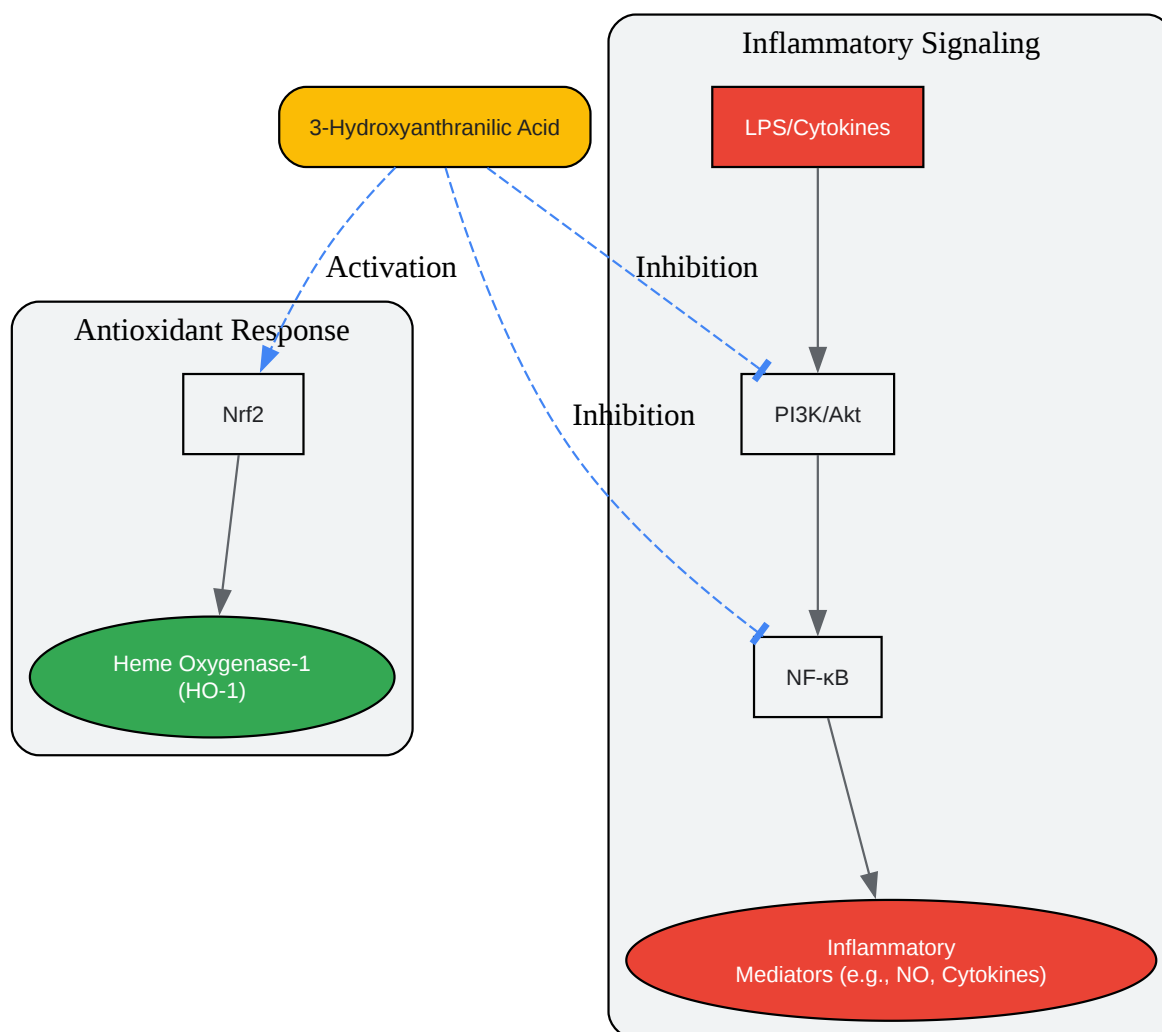 Inflammatory Signaling
3-Hydroxyanthranilic Acid
LPS/Cytokines
Activation
Inhibition
Antioxidant Response
Nrf2
Inhibition
PI3K/Akt
Heme Oxygenase-1
(HO-1)
NF-κB
Inflammatory
Mediators (e.g., NO, Cytokines)